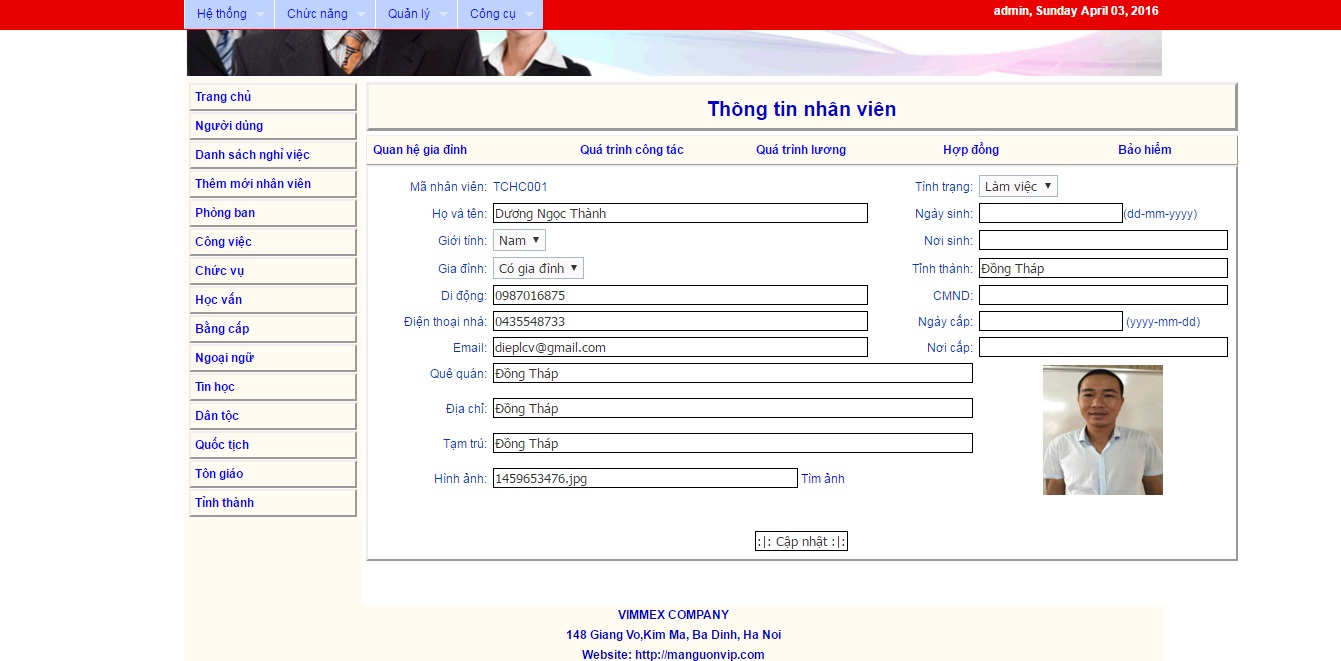 Hệ thống Chức năng Quản lý Công cụ admin, Sunday April 03, 2016
Trang chủ
Người dùng
Danh sách nghỉ việc
Thêm mới nhân viên
Phòng ban
Công việc
Chức vụ
Học vấn
Bằng cấp
Ngoại ngữ
Tin học
Dân tộc
Quốc tịch
Tôn giáo
Tỉnh thành
Thông tin nhân viên
Quan hệ gia đình Quá trình công tác Quá trình lương Hợp đồng Bảo hiểm
Mã nhân viên: TCHC001 Tình trạng: Làm việc
Họ và tên: Dương Ngọc Thành Ngày sinh: (dd-mm-yyyy)
Giới tính: Nam Nơi sinh:
Gia đình: Có gia đình Tỉnh thành: Đồng Tháp
Di động: 0987016875 CMND:
Điện thoại nhà: 0435548733 Ngày cấp: (yyyy-mm-dd)
Email: dieplcv@gmail.com Nơi cấp:
Quê quán: Đồng Tháp
Địa chỉ: Đồng Tháp
Tạm trú: Đồng Tháp
Hình ảnh: 1459653476.jpg Tìm ảnh
:|: Cập nhật :|:
VIMMEX COMPANY
148 Giang Vo,Kim Ma, Ba Dinh, Ha Noi
Website: http://manguonvip.com